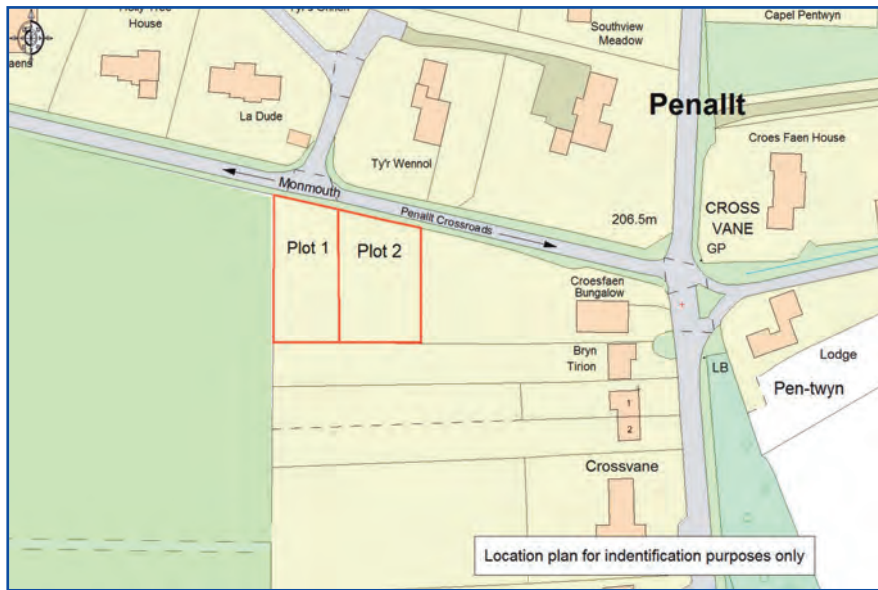 House
Southview
Meadow
Capel Pentwyn
aens
La Dude
Penallt
Croes Faen House
Ty'r Wennol
Monmouth
Penallt Crossroads
206.5m
CROSS
VANE
GP
Plot 1
Plot 2
Croesfaen
Bungalow
Bryn
Tirion
LB
Lodge
Pen-twyn
1
2
Crossvane
Location plan for indentification purposes only